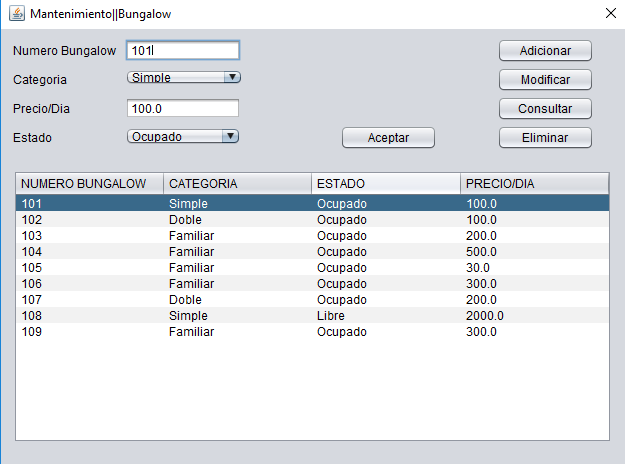 Mantenimiento||Bungalow
Numero Bungalow 101 Adicionar
Categoria Simple Modificar
Precio/Dia 100.0 Consultar
Estado Ocupado Aceptar Eliminar
NUMERO BUNGALOW CATEGORIA ESTADO PRECIO/DIA
101 Simple Ocupado 100.0
102 Doble Ocupado 100.0
103 Familiar Ocupado 200.0
104 Familiar Ocupado 500.0
105 Familiar Ocupado 30.0
106 Familiar Ocupado 300.0
107 Doble Ocupado 200.0
108 Simple Libre 2000.0
109 Familiar Ocupado 300.0